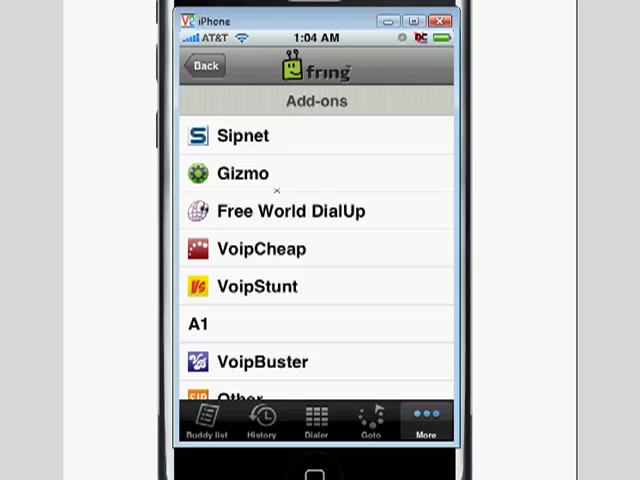 iPhone
AT&T 1:04 AM
Back fring
Add-ons
Sipnet
Gizmo
Free World DialUp
VoipCheap
VoipStunt
A1
VoipBuster
Other
Buddy list History Dialer Goto More